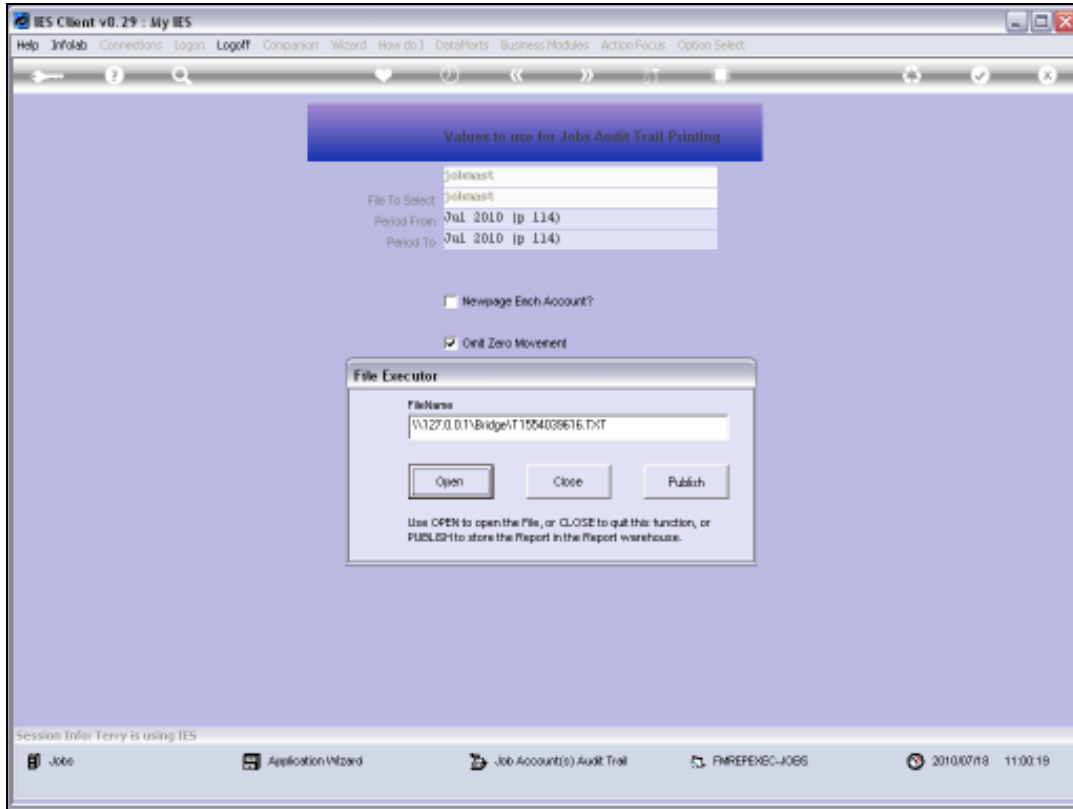 IES Client v8.29 : My IES
Help Infolab Connections Logon Logoff Companion Wizard How do I DataMarts Business Modules Action Focus Option Select
Values to use for Jobs Audit Trail Printing
jobmast
File To Select jobmast
Period From Jul 2010 (p 114)
Period To Jul 2010 (p 114)
Newpage Each Account?
Omit Zero Movement
File Executor
FileName
\\127.0.0.1\Bridge\T1554039616.TXT
Open Close Publish
Use OPEN to open the File, or CLOSE to quit this function, or
PUBLISH to store the Report in the Report warehouse.
Session Info: Terry is using IES
Jobs Application Wizard Job Account(s) Audit Trail FMREPEXEC-JOBS 2010/07/18 11:00:19